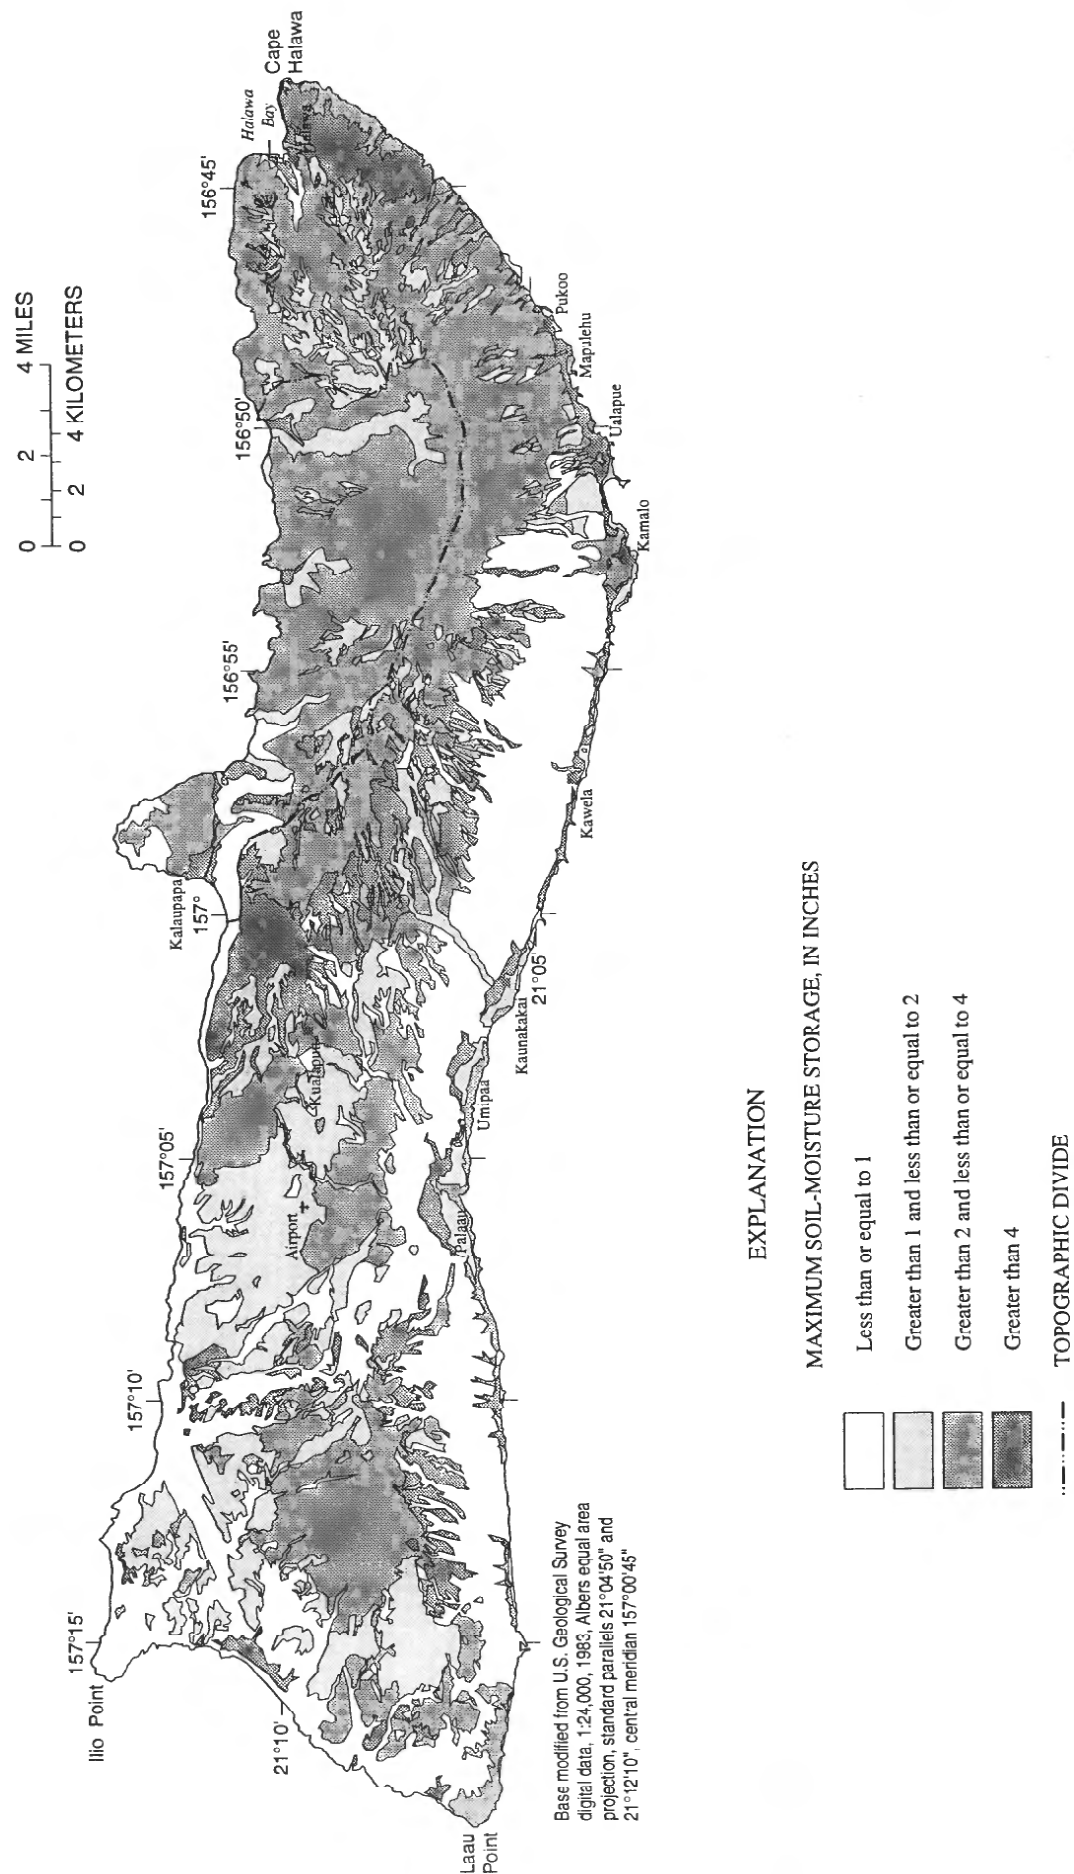 Cape
Halawa
Halawa
Bay
Halawa
156°45'
4 MILES
2
0
4 KILOMETERS
2
0
156°50'
Pukoo
Mapulehu
Ualapue
Kamalo
156°55'
Kalaupapa
157°
Kawela
21°05
Kaunakakai
Kualapuu
Umipaa
157°05'
Airport
Palaau
157°10'
157°15'
Ilio Point
21°10'
Laau
Point
Base modified from U.S. Geological Survey
digital data, 1:24,000, 1983, Albers equal area
projection, standard parallels 21°04'50" and
21°12'10", central meridian 157°00'45"
EXPLANATION
MAXIMUM SOIL-MOISTURE STORAGE, IN INCHES
Less than or equal to 1
Greater than 1 and less than or equal to 2
Greater than 2 and less than or equal to 4
Greater than 4
TOPOGRAPHIC DIVIDE